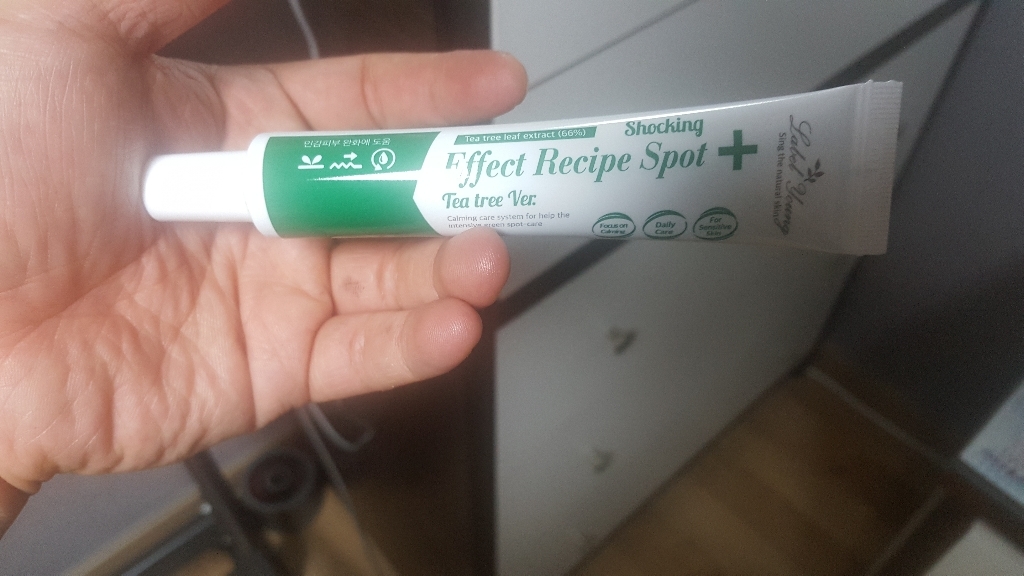 민감피부 완화에 도움
Tea tree leaf extract (66%)
Shocking
Effect Recipe Spot +
Tea tree Ver.
Calming care system for help the
intensive green spot-care
Focus on
Calming
Daily
Care
For
Sensitive
Skin
Label Young
Sing the natural young